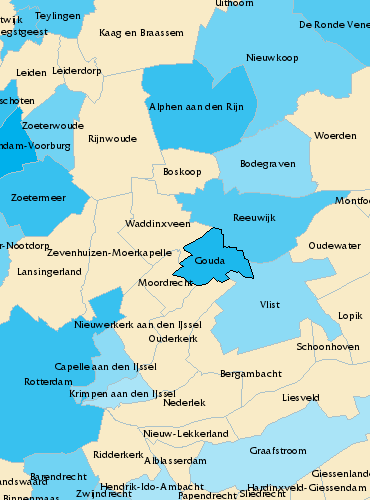 Uithorn
Teylingen
twijk
egstgeest
Kaag en Braassem
De Ronde Vene
Nieuwkoop
Leiden
Leiderdorp
schoten
Alphen aan den Rijn
Zoeterwoude
Rijnwoude
Woerden
ndam-Voorburg
Bodegraven
Boskoop
Zoetermeer
Montfoo
Reeuwijk
Waddinxveen
r-Nootdorp
Zevenhuizen-Moerkapelle
Oudewater
Gouda
Lansingerland
Moordrecht
Vlist
Lopik
Nieuwerkerk aan den IJssel
Ouderkerk
Schoonhoven
Capelle aan den IJssel
Bergambacht
Rotterdam
Krimpen aan den IJssel
Nederlek
Liesveld
Nieuw-Lekkerland
Graafstroom
Ridderkerk
Alblasserdam
Giessenlande
Barendrecht
ndswaard
Hendrik-Ido-Ambacht
Hardinxveld-Giessendam
Binnenmaas
Zwijndrecht
Papendrecht
Sliedrecht